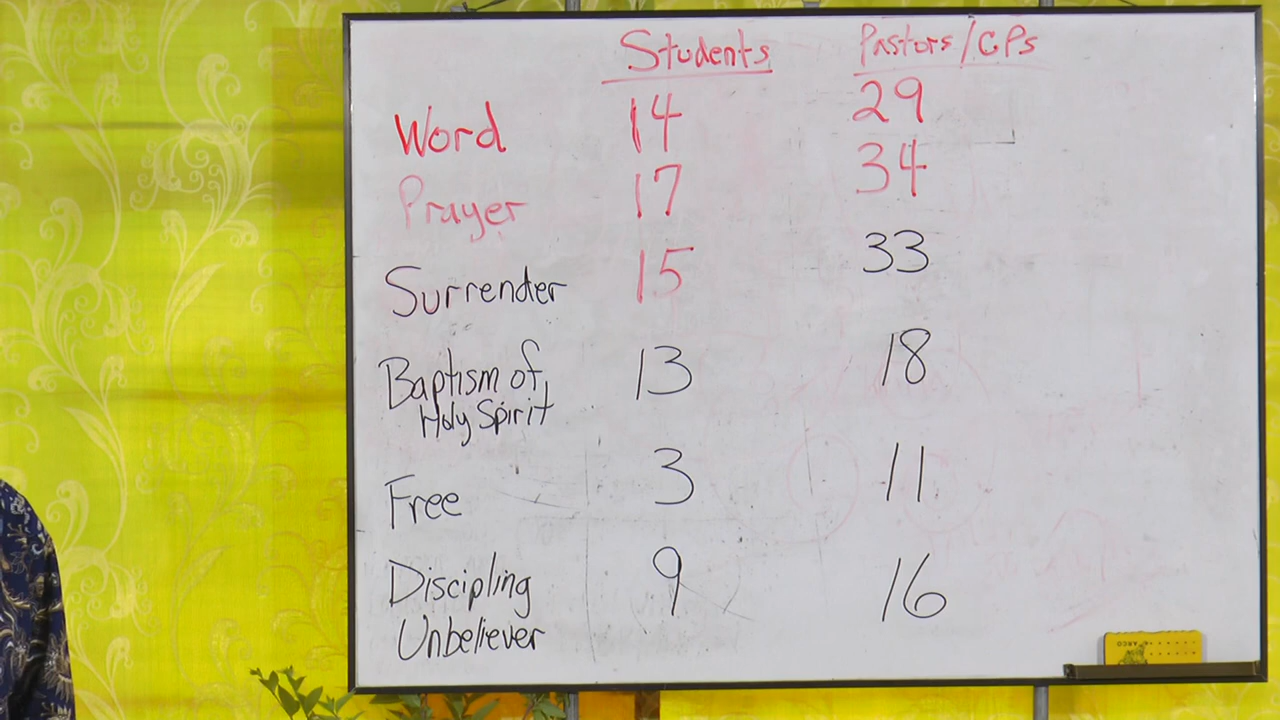 Students Pastors/CPs
Word 14 29
Prayer 17 34
Surrender 15 33
Baptism of 13 18
Holy Spirit
Free 3 11
Discipling 9 16
Unbeliever